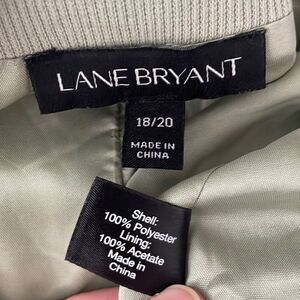 LANE BRYANT
18/20
MADE IN
CHINA
Shell:
100% Polyester
Lining:
100% Acetate
Made in
China